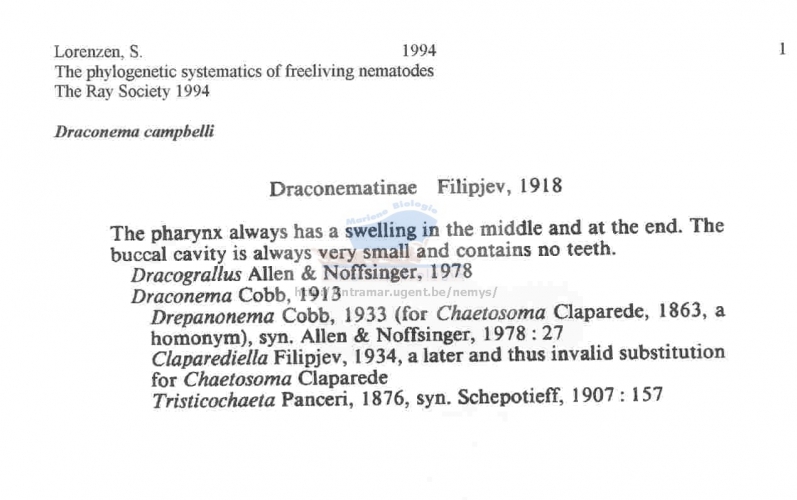 Lorenzen, S. 1994 1
The phylogenetic systematics of freeliving nematodes
The Ray Society 1994
Draconema campbelli
Draconematinae Filipjev, 1918
Marine Biologie
The pharynx always has a swelling in the middle and at the end. The
buccal cavity is always very small and contains no teeth.
Dracograllus Allen & Noffsinger, 1978
Draconema Cobb, 1913
http://intramar.ugent.be/nemys/
Drepanonema Cobb, 1933 (for Chaetosoma Claparede, 1863, a
homonym), syn. Allen & Noffsinger, 1978 : 27
Claparediella Filipjev, 1934, a later and thus invalid substitution
for Chaetosoma Claparede
Tristicochaeta Panceri, 1876, syn. Schepotieff, 1907 : 157